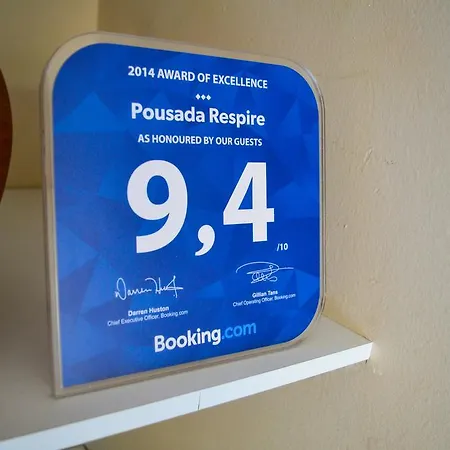 2014 AWARD OF EXCELLENCE
Pousada Respire
AS HONOURED BY OUR GUESTS
9,4
/10
Darren Huston
Chief Executive Officer, Booking.com
Gillian Tans
Chief Operating Officer, Booking.com
Booking.com